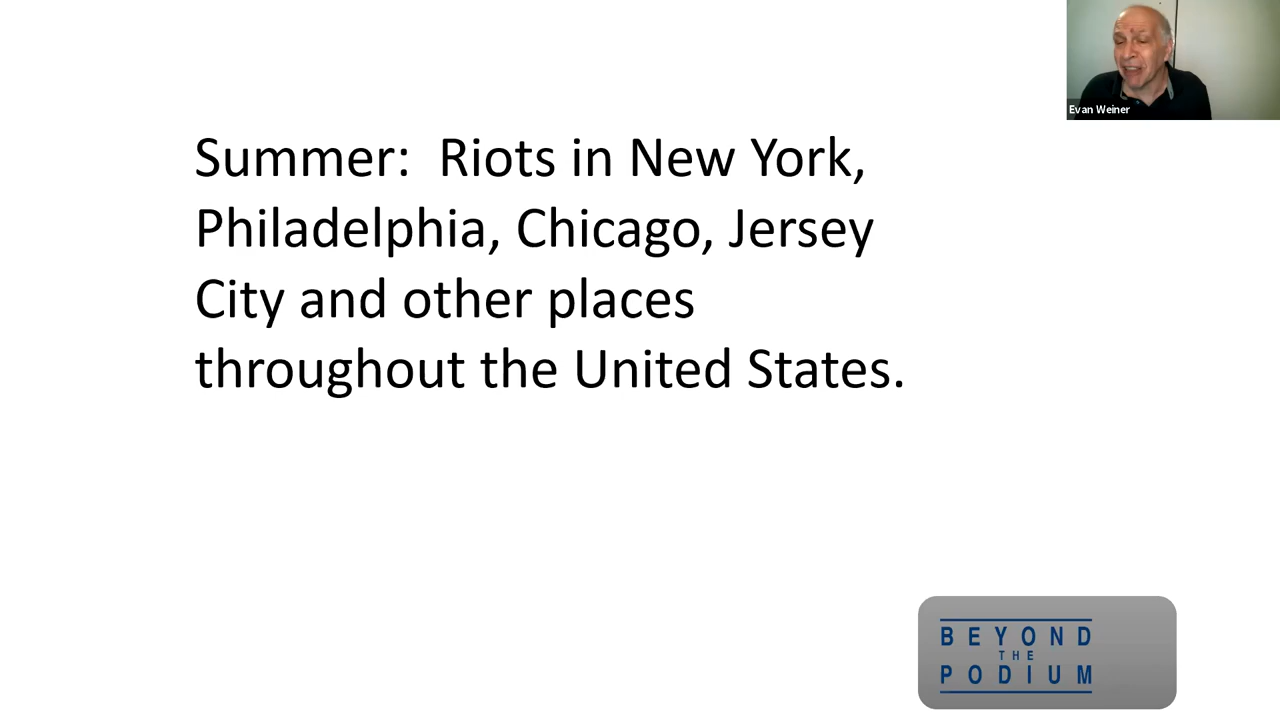 Evan Weiner
Summer:  Riots in New York,
Philadelphia, Chicago, Jersey
City and other places
throughout the United States.
BEYOND
THE
PODIUM